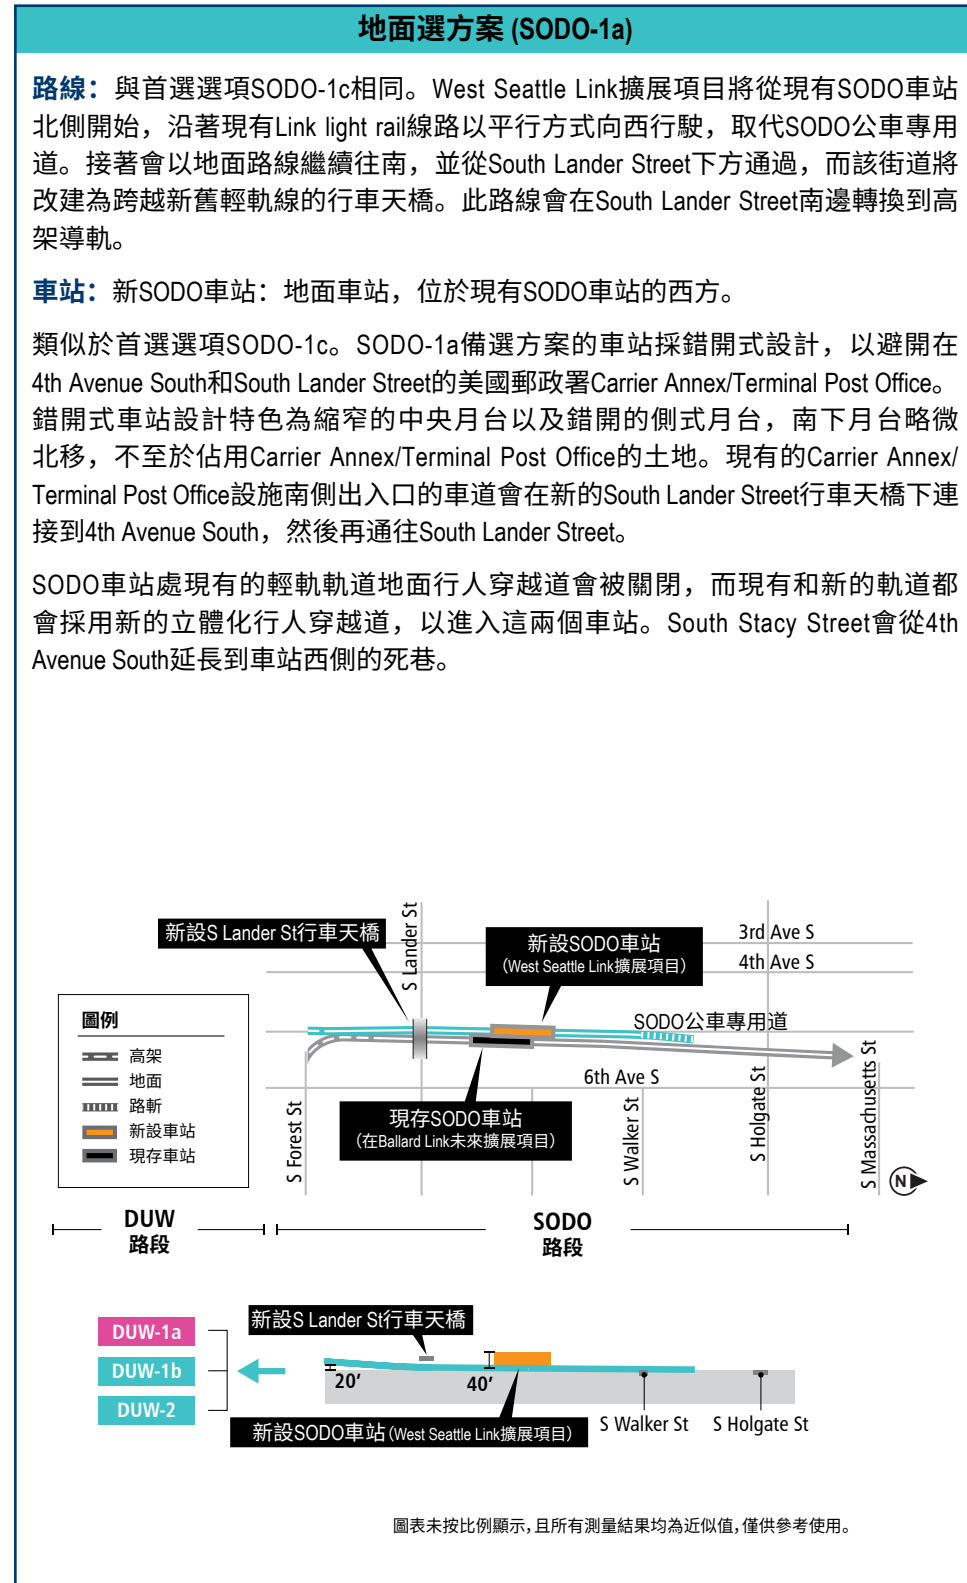 地面選方案 (SODO-1a)
路線：與首選選項SODO-1c相同。West Seattle Link擴展項目將從現有SODO車站
北側開始，沿著現有Link light rail線路以平行方式向西行駛，取代SODO公車專用
道。接著會以地面路線繼續往南，並從South Lander Street下方通過，而該街道將
改建為跨越新舊輕軌線的行車天橋。此路線會在South Lander Street南邊轉換到高
架導軌。
車站：新SODO車站：地面車站，位於現有SODO車站的西方。
類似於首選選項SODO-1c。SODO-1a備選方案的車站採錯開式設計，以避開在
4th Avenue South和South Lander Street的美國郵政署Carrier Annex/Terminal Post Office。
錯開式車站設計特色為縮窄的中央月台以及錯開的側式月台，南下月台略微
北移，不至於佔用Carrier Annex/Terminal Post Office的土地。現有的Carrier Annex/
Terminal Post Office設施南側出入口的車道會在新的South Lander Street行車天橋下連
接到4th Avenue South，然後再通往South Lander Street。
SODO車站處現有的輕軌軌道地面行人穿越道會被關閉，而現有和新的軌道都
會採用新的立體化行人穿越道，以進入這兩個車站。South Stacy Street會從4th
Avenue South延長到車站西側的死巷。
新設S Lander St行車天橋
S Lander St
新設SODO車站
（West Seattle Link擴展項目）
3rd Ave S
4th Ave S
圖例
高架
地面
路斬
新設車站
現存車站
SODO公車專用道
6th Ave S
現存SODO車站
（在Ballard Link未來擴展項目）
S Forest St
S Walker St
S Holgate St
S Massachusetts St
N
DUW
路段
SODO
路段
新設S Lander St行車天橋
DUW-1a
DUW-1b
DUW-2
20′
40′
新設SODO車站（West Seattle Link擴展項目）
S Walker St
S Holgate St
圖表未按比例顯示，且所有測量結果均為近似值，僅供參考使用。